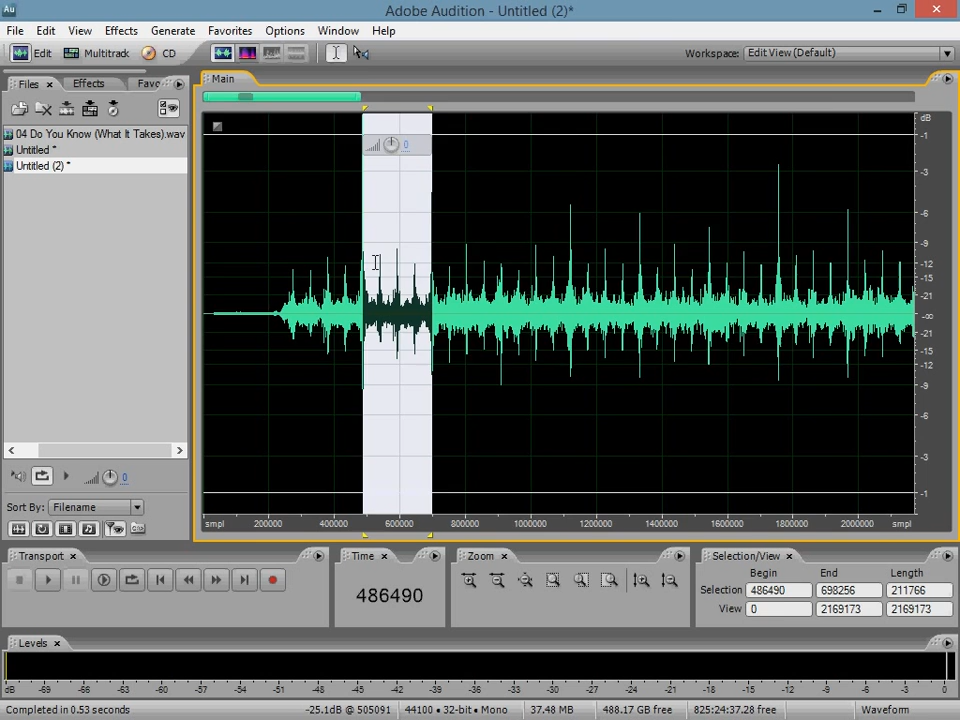 Au Adobe Audition - Untitled (2)*
File Edit View Effects Generate Favorites Options Window Help
Edit Multitrack CD Workspace: Edit View (Default)
Files Effects Favo
Main
04 Do You Know (What It Takes).wav
Untitled *
Untitled (2) *
0
dB
-1
-3
-6
-9
-12
-15
-21
-∞
-21
-15
-12
-9
-6
-3
-1
0
Sort By: Filename
smpl 200000 400000 600000 800000 1000000 1200000 1400000 1600000 1800000 2000000 smpl
Transport Time Zoom Selection/View
Begin End Length
Selection 486490 698256 211766
View 0 2169173 2169173
486490
Levels
dB -69 -66 -63 -60 -57 -54 -51 -48 -45 -42 -39 -36 -33 -30 -27 -24 -21 -18 -15 -12 -9 -6 -3 0
Completed in 0.53 seconds -25.1dB @ 505091 44100 • 32-bit • Mono 37.48 MB 488.17 GB free 825:24:37.28 free Waveform